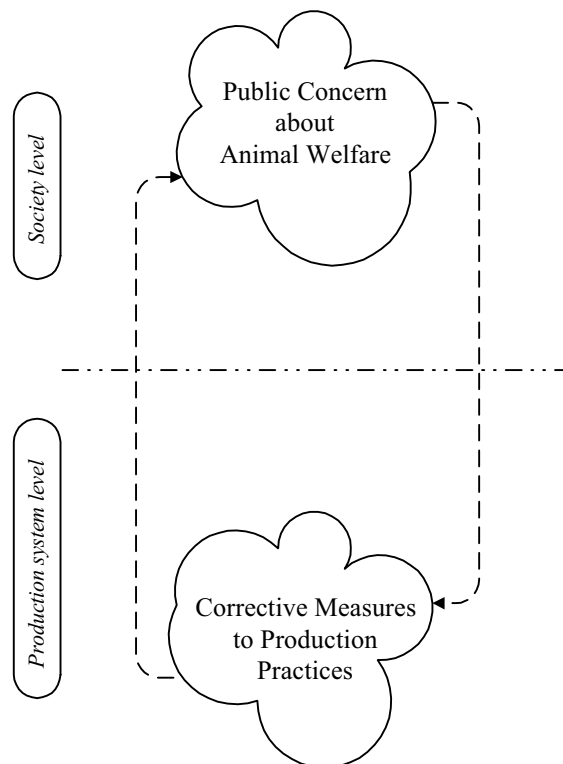 Society level
Public Concern
about
Animal Welfare
Production system level
Corrective Measures
to Production
Practices